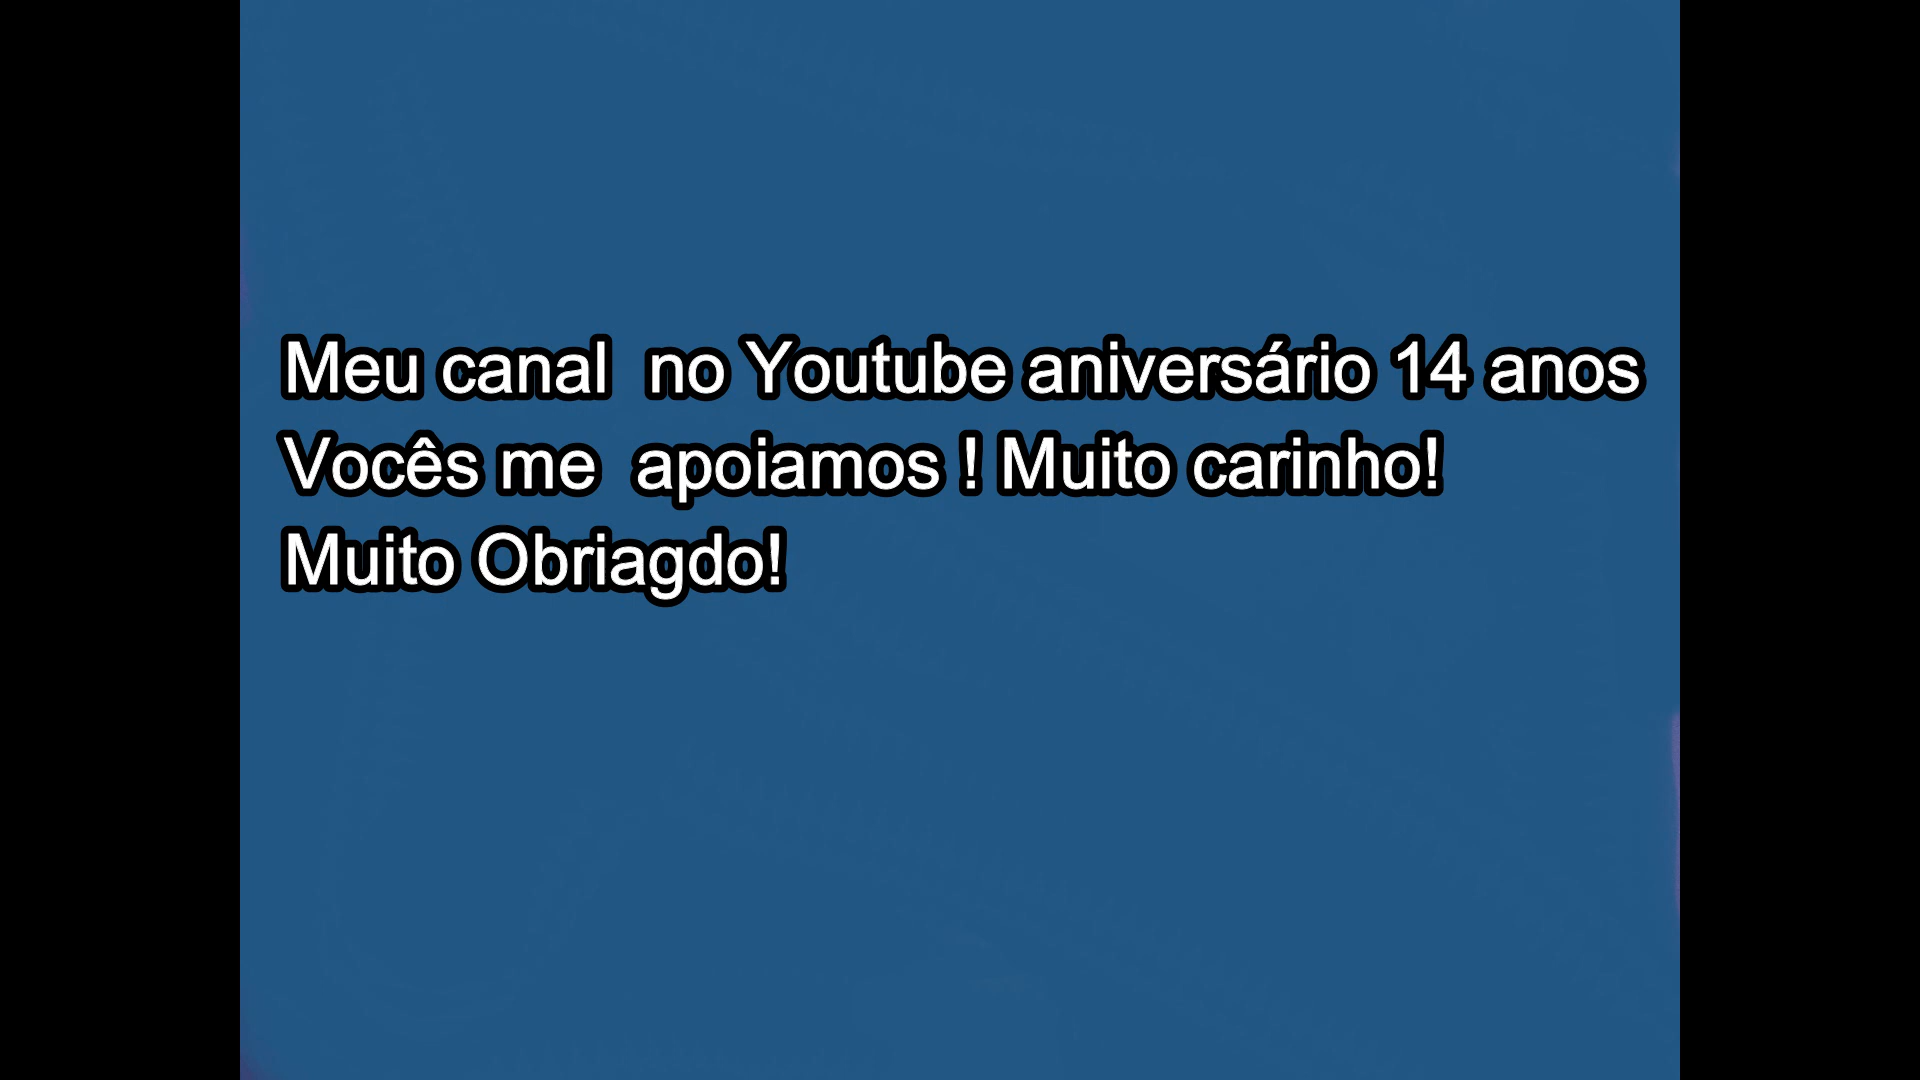 Meu canal  no Youtube aniversário 14 anos
Vocês me  apoiamos ! Muito carinho!
Muito Obriagdo!